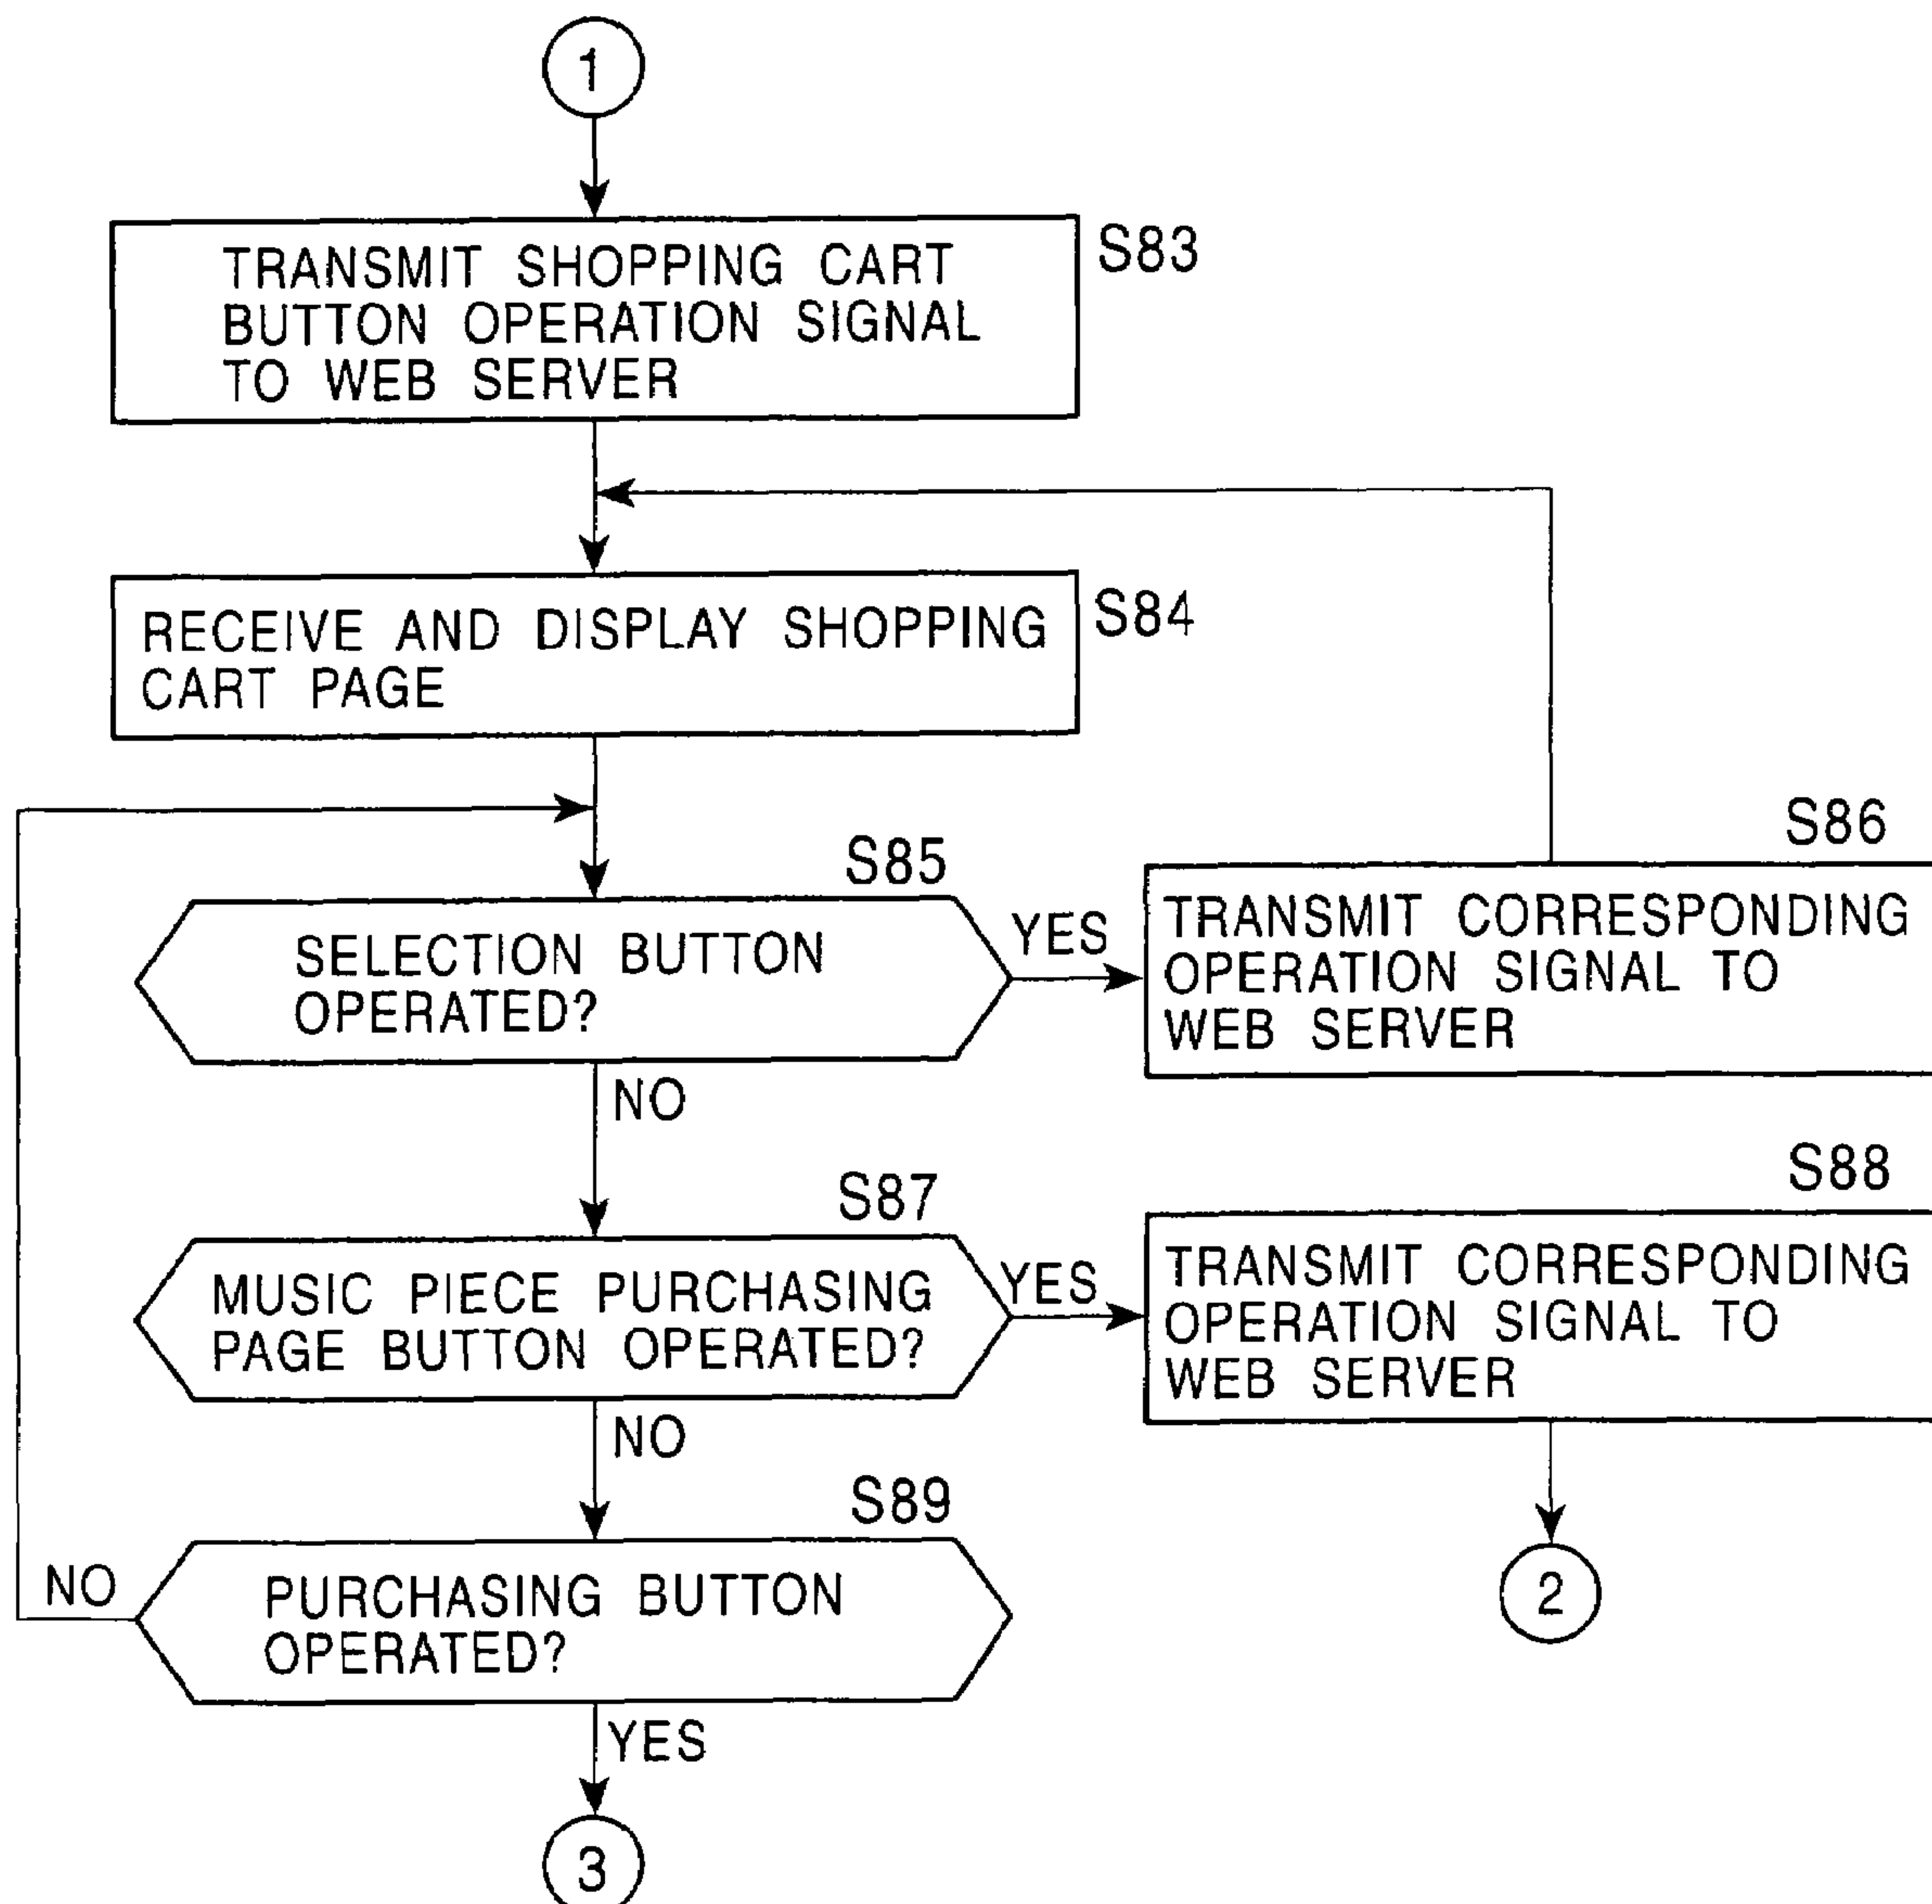 1
TRANSMIT SHOPPING CART
BUTTON OPERATION SIGNAL
TO WEB SERVER
S83
RECEIVE AND DISPLAY SHOPPING
CART PAGE
S84
S85
SELECTION BUTTON
OPERATED?
YES
NO
S86
TRANSMIT CORRESPONDING
OPERATION SIGNAL TO
WEB SERVER
S87
MUSIC PIECE PURCHASING
PAGE BUTTON OPERATED?
YES
NO
S88
TRANSMIT CORRESPONDING
OPERATION SIGNAL TO
WEB SERVER
2
S89
PURCHASING BUTTON
OPERATED?
NO
YES
3